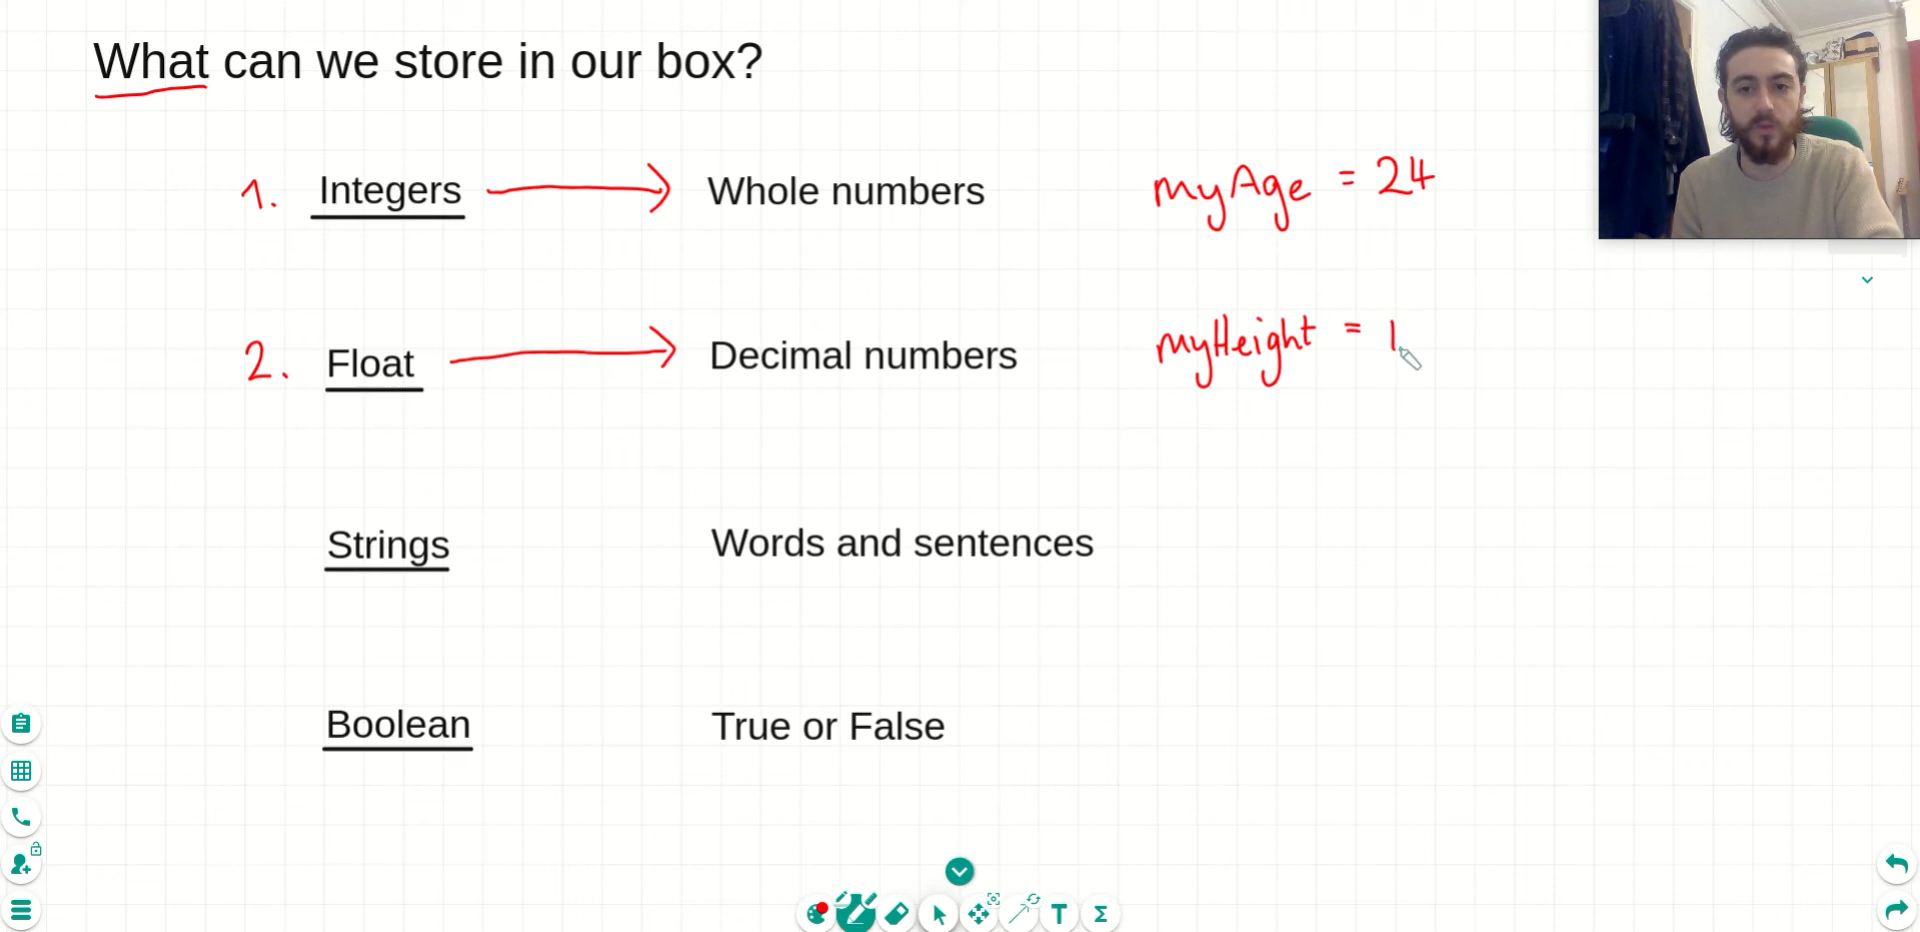 What can we store in our box?
1. Integers Whole numbers myAge = 24
2. Float Decimal numbers myHeight = 1
Strings Words and sentences
Boolean True or False
T Σ